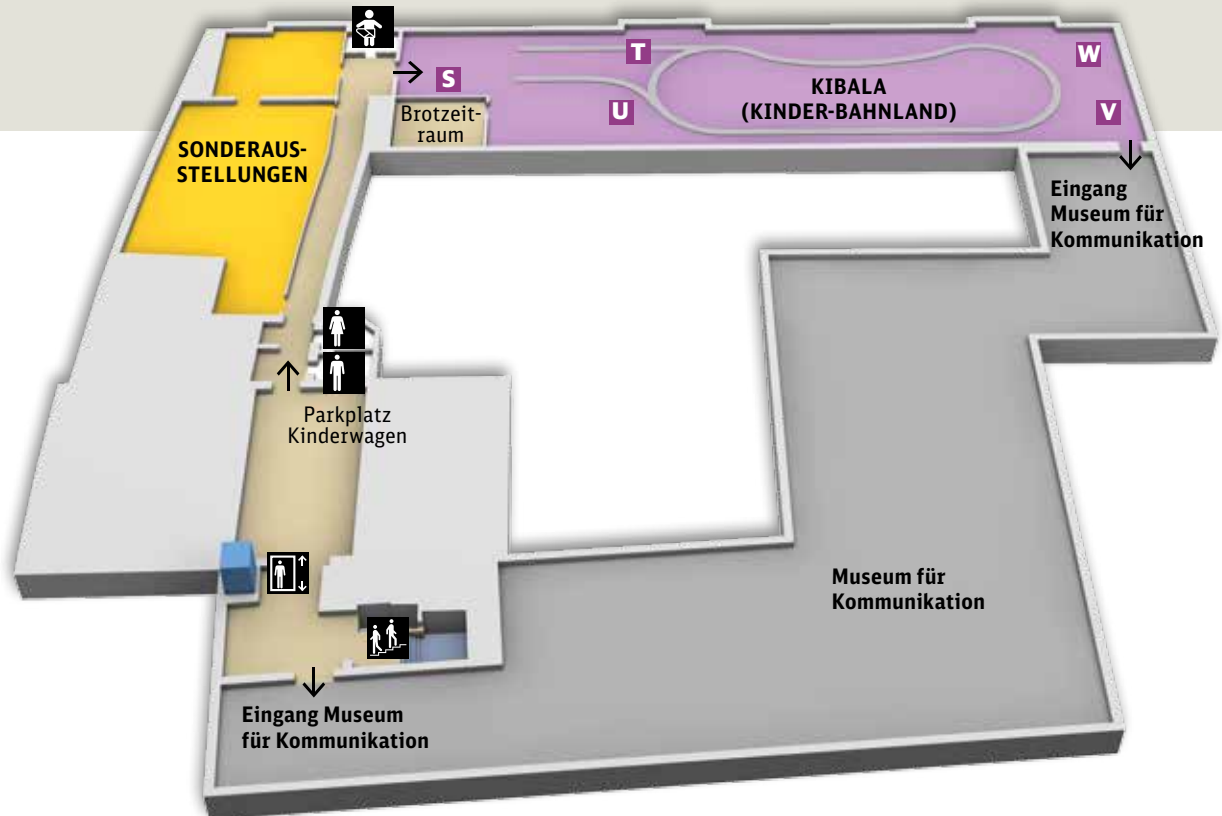 S
T
U
W
V
KIBALA
(KINDER-BAHNLAND)
Brotzeit-
raum
SONDERAUS-
STELLUNGEN
Eingang
Museum für
Kommunikation
Parkplatz
Kinderwagen
Museum für
Kommunikation
Eingang Museum
für Kommunikation